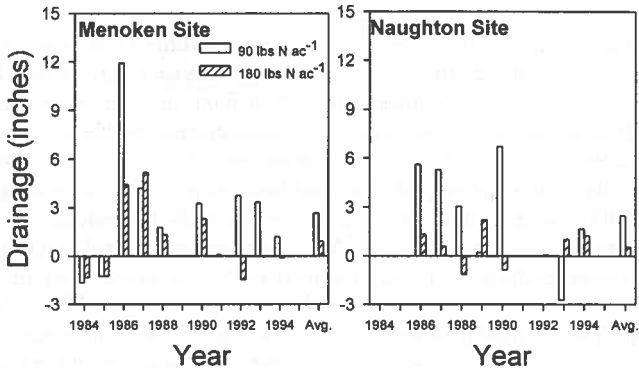 Menoken Site
90 lbs N ac⁻¹
180 lbs N ac⁻¹
Drainage (inches)
15
12
9
6
3
0
-3
1984 1986 1988 1990 1992 1994 Avg.
Year
Naughton Site
15
12
9
6
3
0
-3
1984 1986 1988 1990 1992 1994 Avg.
Year